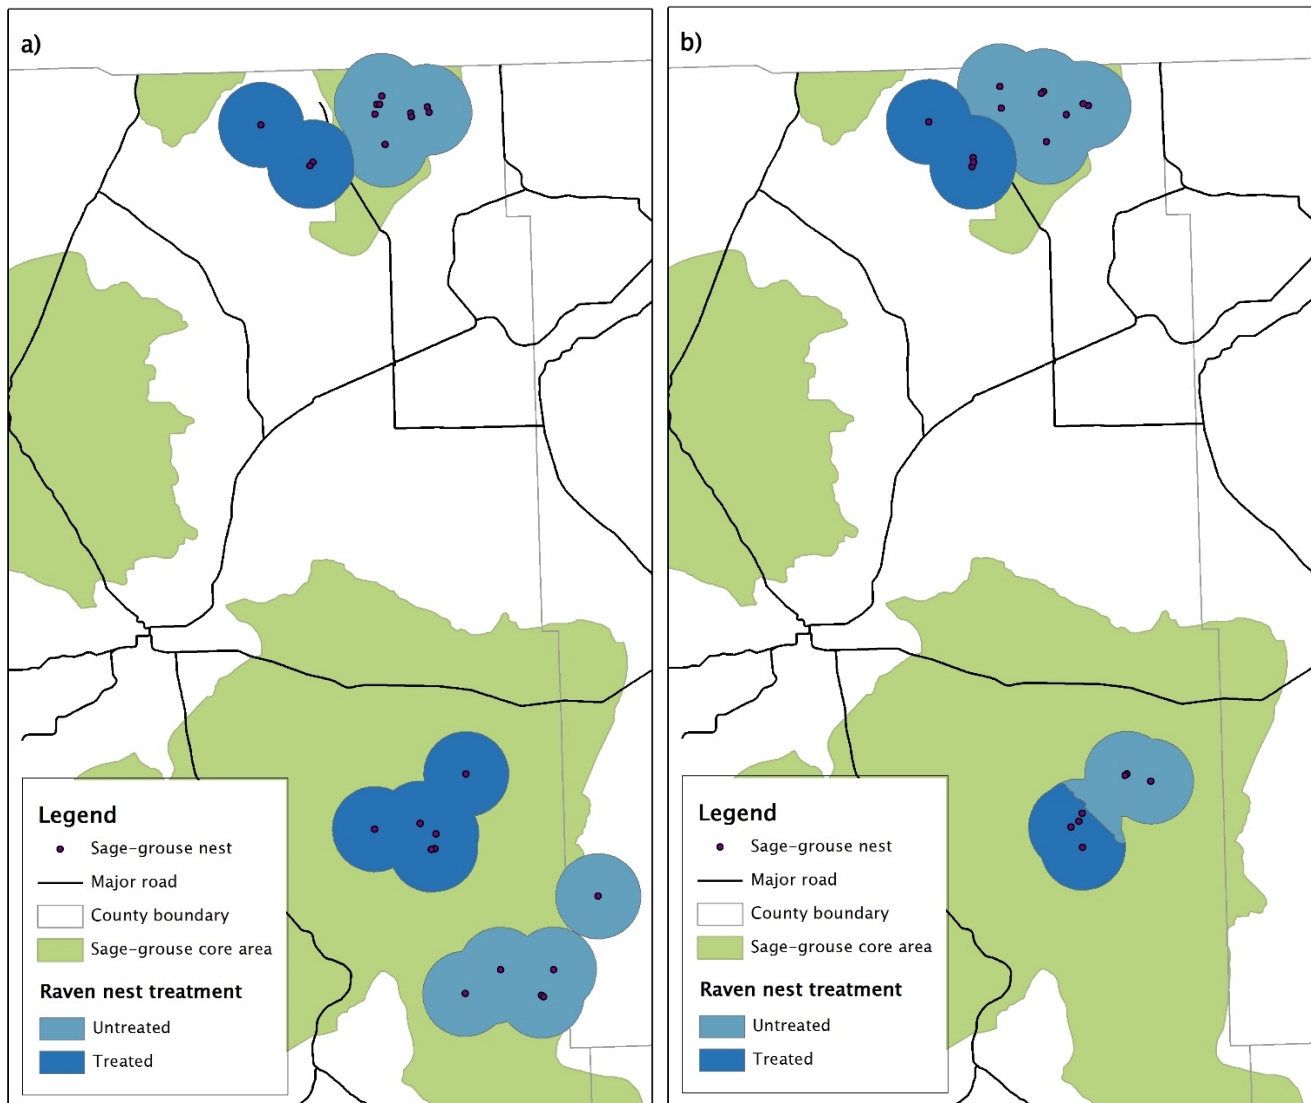 a)
Legend
Sage-grouse nest
Major road
County boundary
Sage-grouse core area
Raven nest treatment
Untreated
Treated
b)
Legend
Sage-grouse nest
Major road
County boundary
Sage-grouse core area
Raven nest treatment
Untreated
Treated